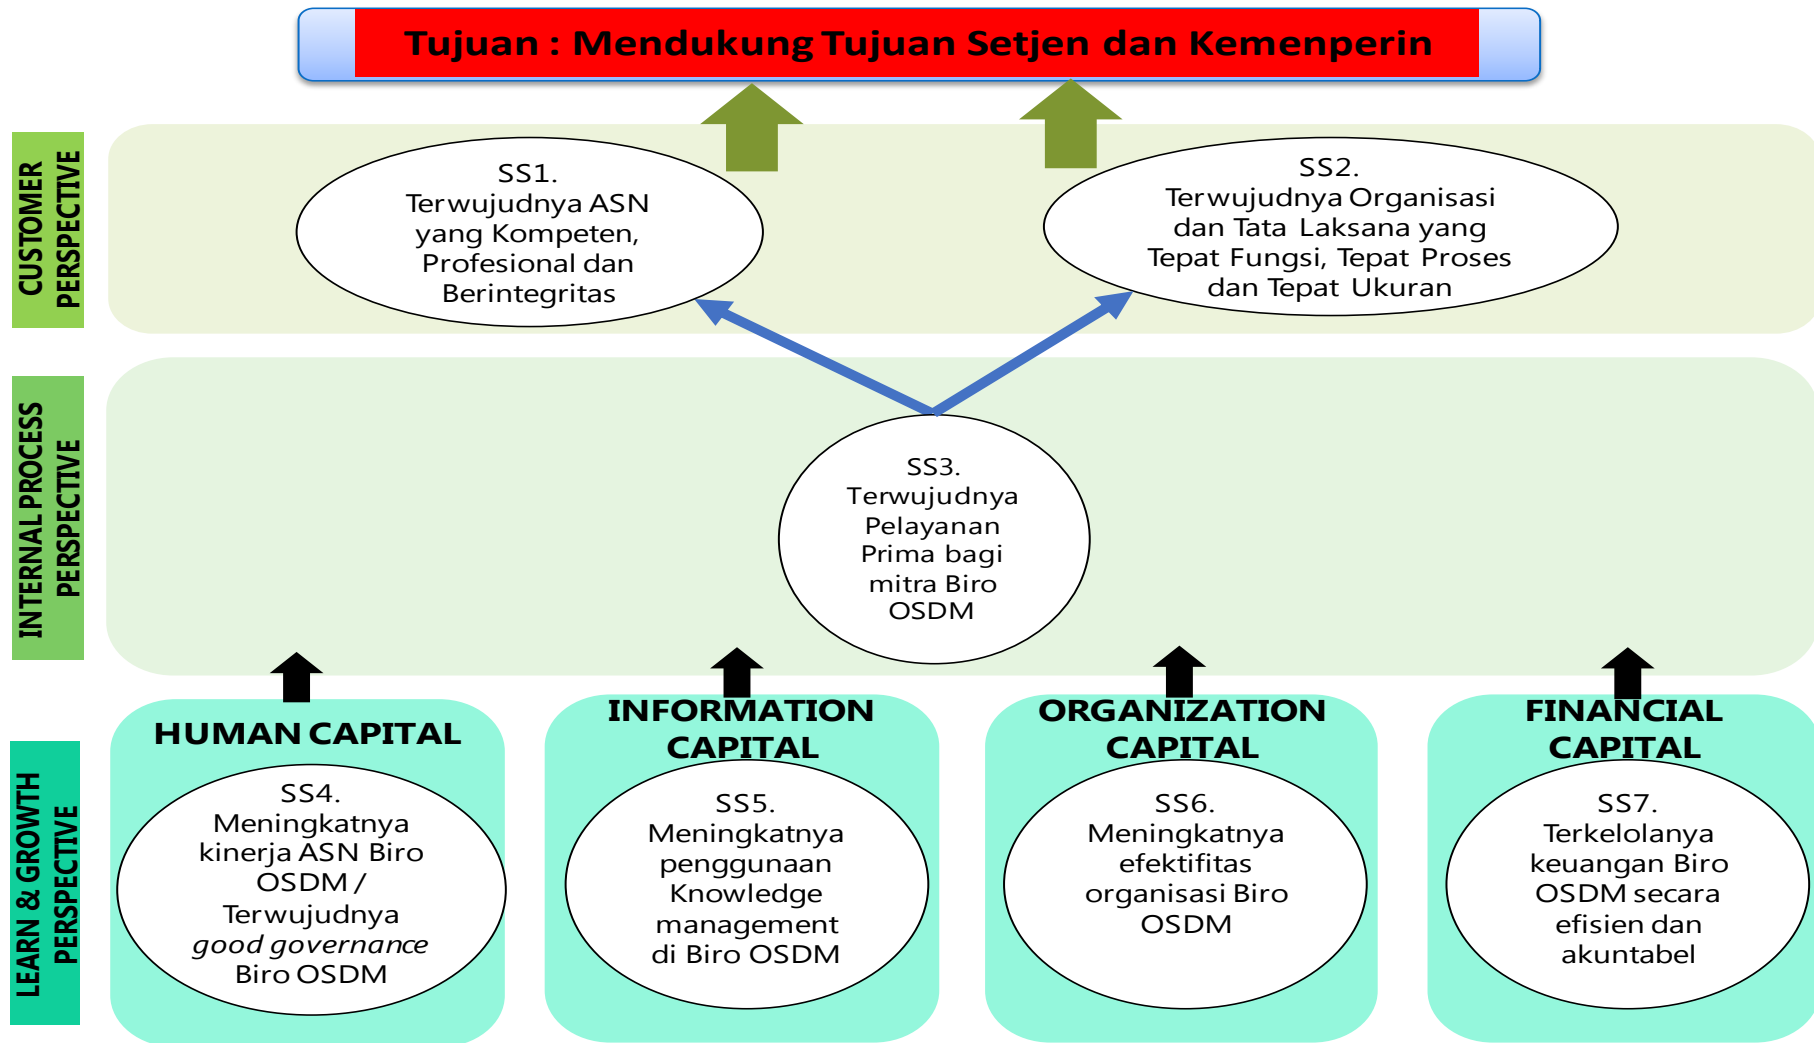 Tujuan : Mendukung Tujuan Setjen dan Kemenperin
CUSTOMER
PERSPECTIVE
SS1.
Terwujudnya ASN
yang Kompeten,
Profesional dan
Berintegritas
SS2.
Terwujudnya Organisasi
dan Tata Laksana yang
Tepat Fungsi, Tepat Proses
dan Tepat Ukuran
INTERNAL PROCESS
PERSPECTIVE
SS3.
Terwujudnya
Pelayanan
Prima bagi
mitra Biro
OSDM
LEARN & GROWTH
PERSPECTIVE
HUMAN CAPITAL
SS4.
Meningkatnya
kinerja ASN Biro
OSDM /
Terwujudnya
good governance
Biro OSDM
INFORMATION
CAPITAL
SS5.
Meningkatnya
penggunaan
Knowledge
management
di Biro OSDM
ORGANIZATION
CAPITAL
SS6.
Meningkatnya
efektifitas
organisasi Biro
OSDM
FINANCIAL
CAPITAL
SS7.
Terkelolanya
keuangan Biro
OSDM secara
efisien dan
akuntabel